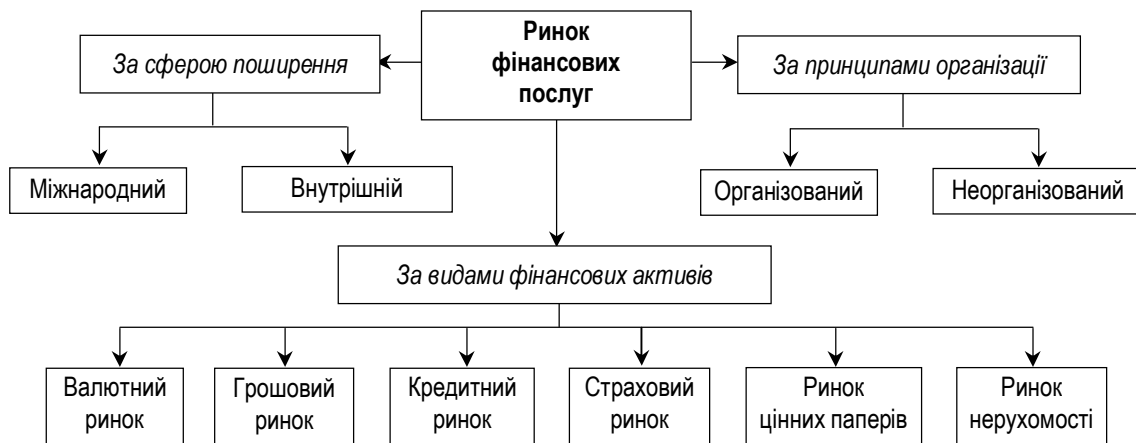 Ринок
фінансових
послуг
За сферою поширення
За принципами організації
Міжнародний
Внутрішній
Організований
Неорганізований
За видами фінансових активів
Валютний
ринок
Грошовий
ринок
Кредитний
ринок
Страховий
ринок
Ринок
цінних паперів
Ринок
нерухомості